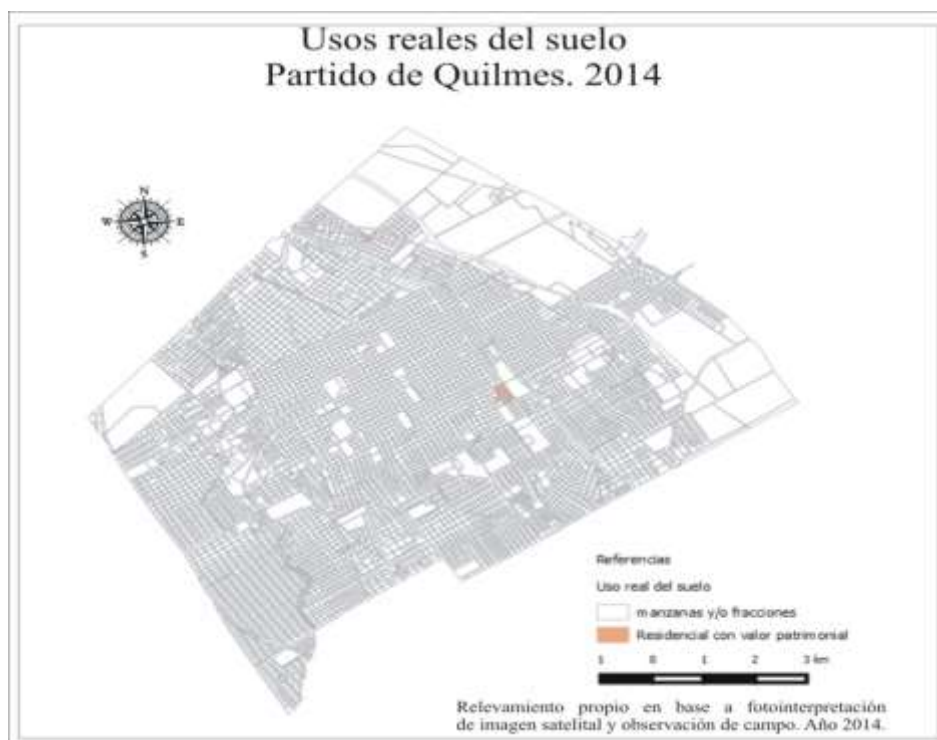 Usos reales del suelo
Partido de Quilmes. 2014
N
W E
S
Referencias
Uso real del suelo
manzanas y/o fracciones
Residencial con valor patrimonial
1 0 1 2 3 km
Relevamiento propio en base a fotointerpretación
de imagen satelital y observación de campo. Año 2014.